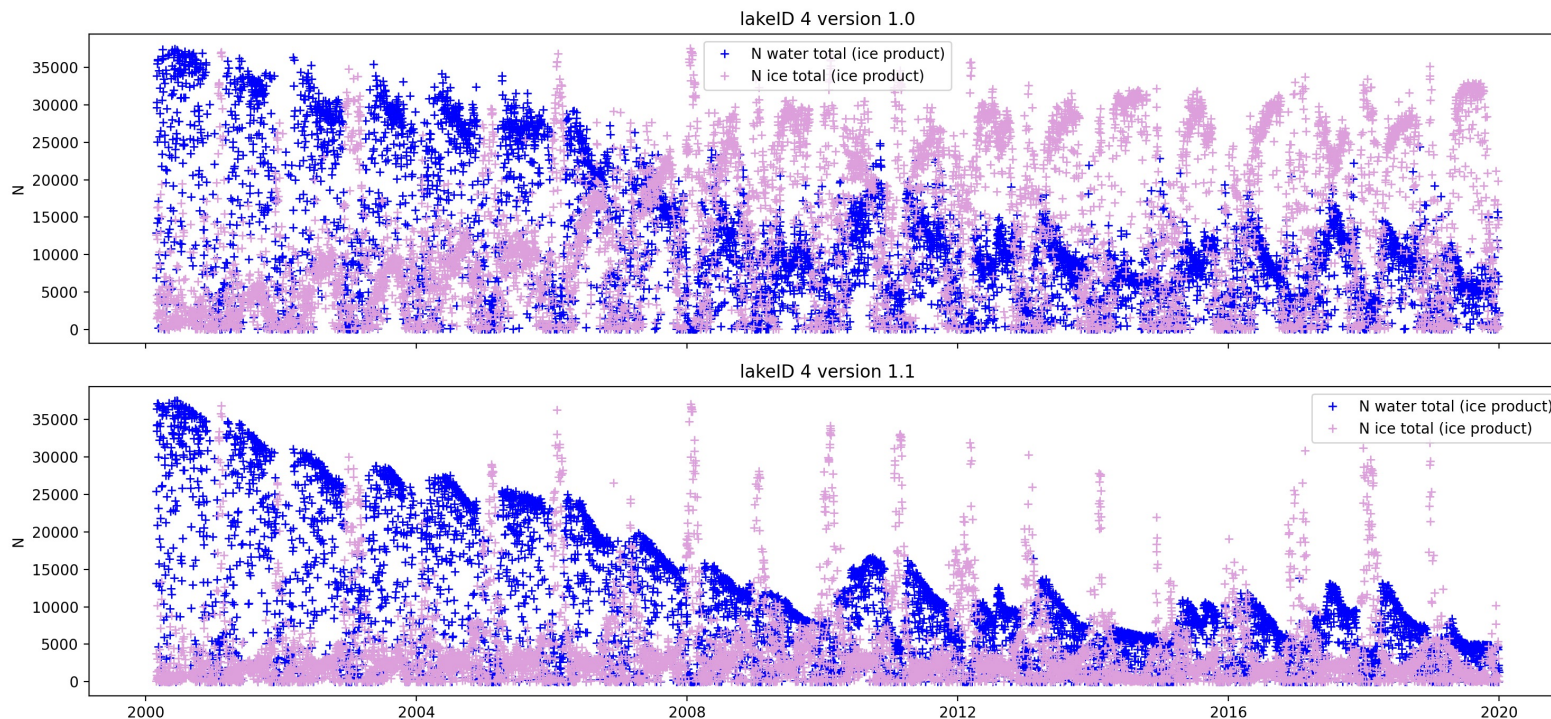 lakeID 4 version 1.0
N water total (ice product)
N ice total (ice product)
35000
30000
25000
20000
15000
10000
5000
0
N
lakeID 4 version 1.1
N water total (ice product)
N ice total (ice product)
35000
30000
25000
20000
15000
10000
5000
0
N
2000
2004
2008
2012
2016
2020